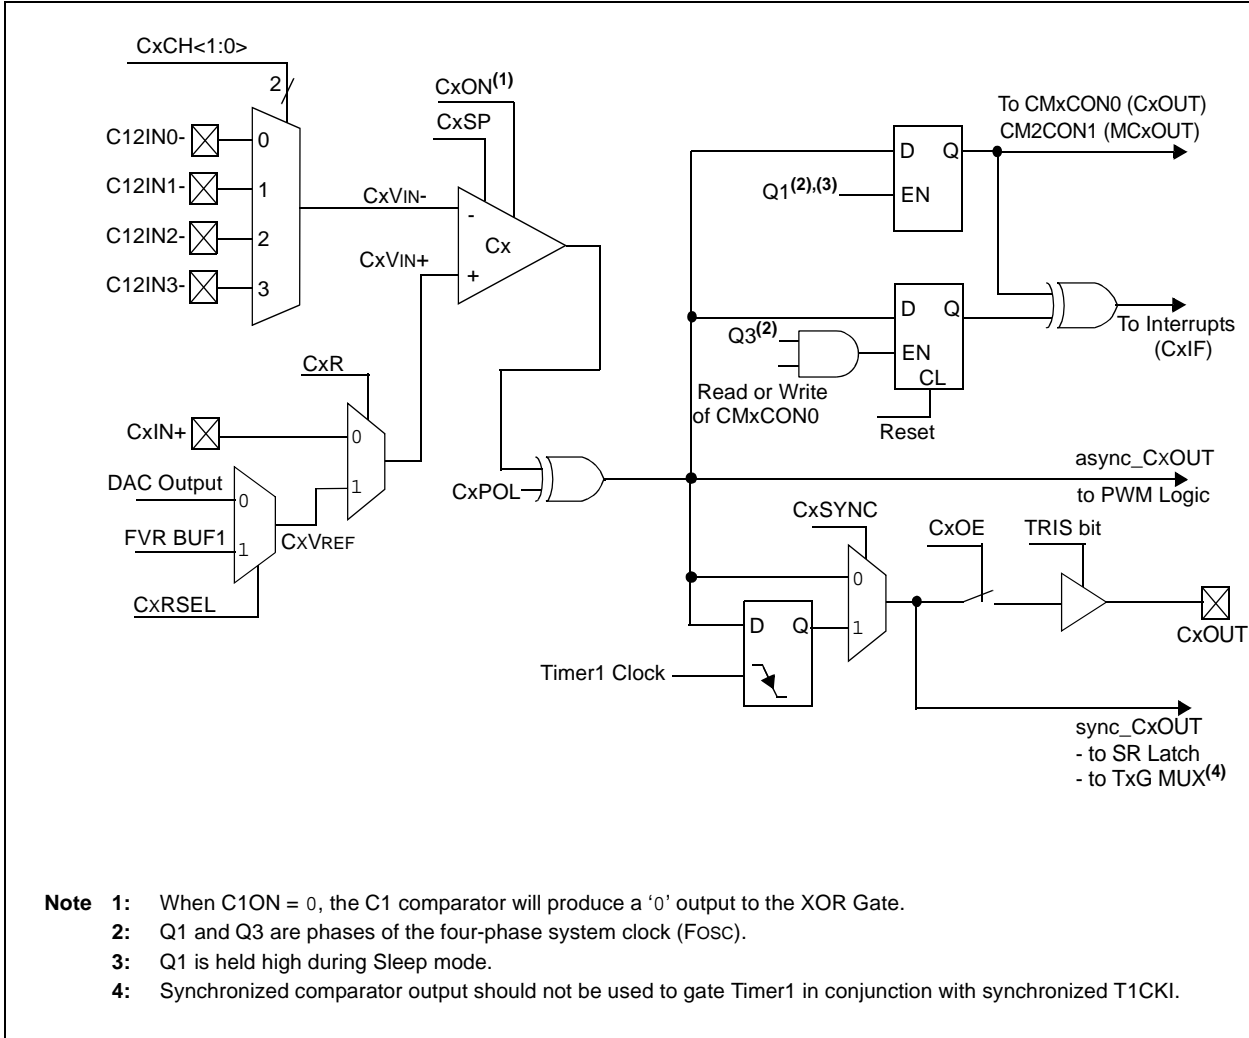 CxCH<1:0>
2
CxON(1)
CxSP
C12IN0-
C12IN1-
C12IN2-
C12IN3-
0
1
2
3
CxVIN-
CxVIN+
-
+
Cx
To CMxCON0 (CxOUT)
CM2CON1 (MCxOUT)
D Q
Q1(2),(3)
EN
D Q
Q3(2)
EN
CL
Read or Write
of CMxCON0
Reset
To Interrupts
(CxIF)
CxR
CxIN+
0
1
DAC Output
FVR BUF1
0
1
CxVREF
CxRSEL
CxPOL
async_CxOUT
to PWM Logic
CxSYNC
CxOE
TRIS bit
0
1
D Q
Timer1 Clock
CxOUT
sync_CxOUT
- to SR Latch
- to TxG MUX(4)
Note 1: When C1ON = 0, the C1 comparator will produce a ‘0’ output to the XOR Gate.
2: Q1 and Q3 are phases of the four-phase system clock (FOSC).
3: Q1 is held high during Sleep mode.
4: Synchronized comparator output should not be used to gate Timer1 in conjunction with synchronized T1CKI.